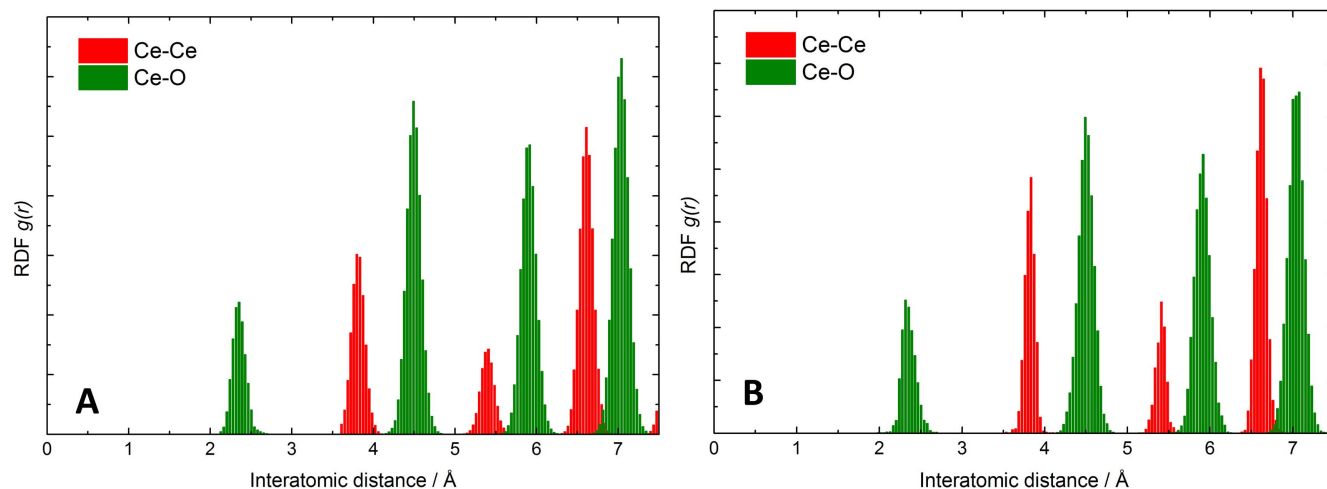 Ce-Ce
Ce-O
RDF g(r)
A
0 1 2 3 4 5 6 7
Interatomic distance / Å
Ce-Ce
Ce-O
RDF g(r)
B
0 1 2 3 4 5 6 7
Interatomic distance / Å